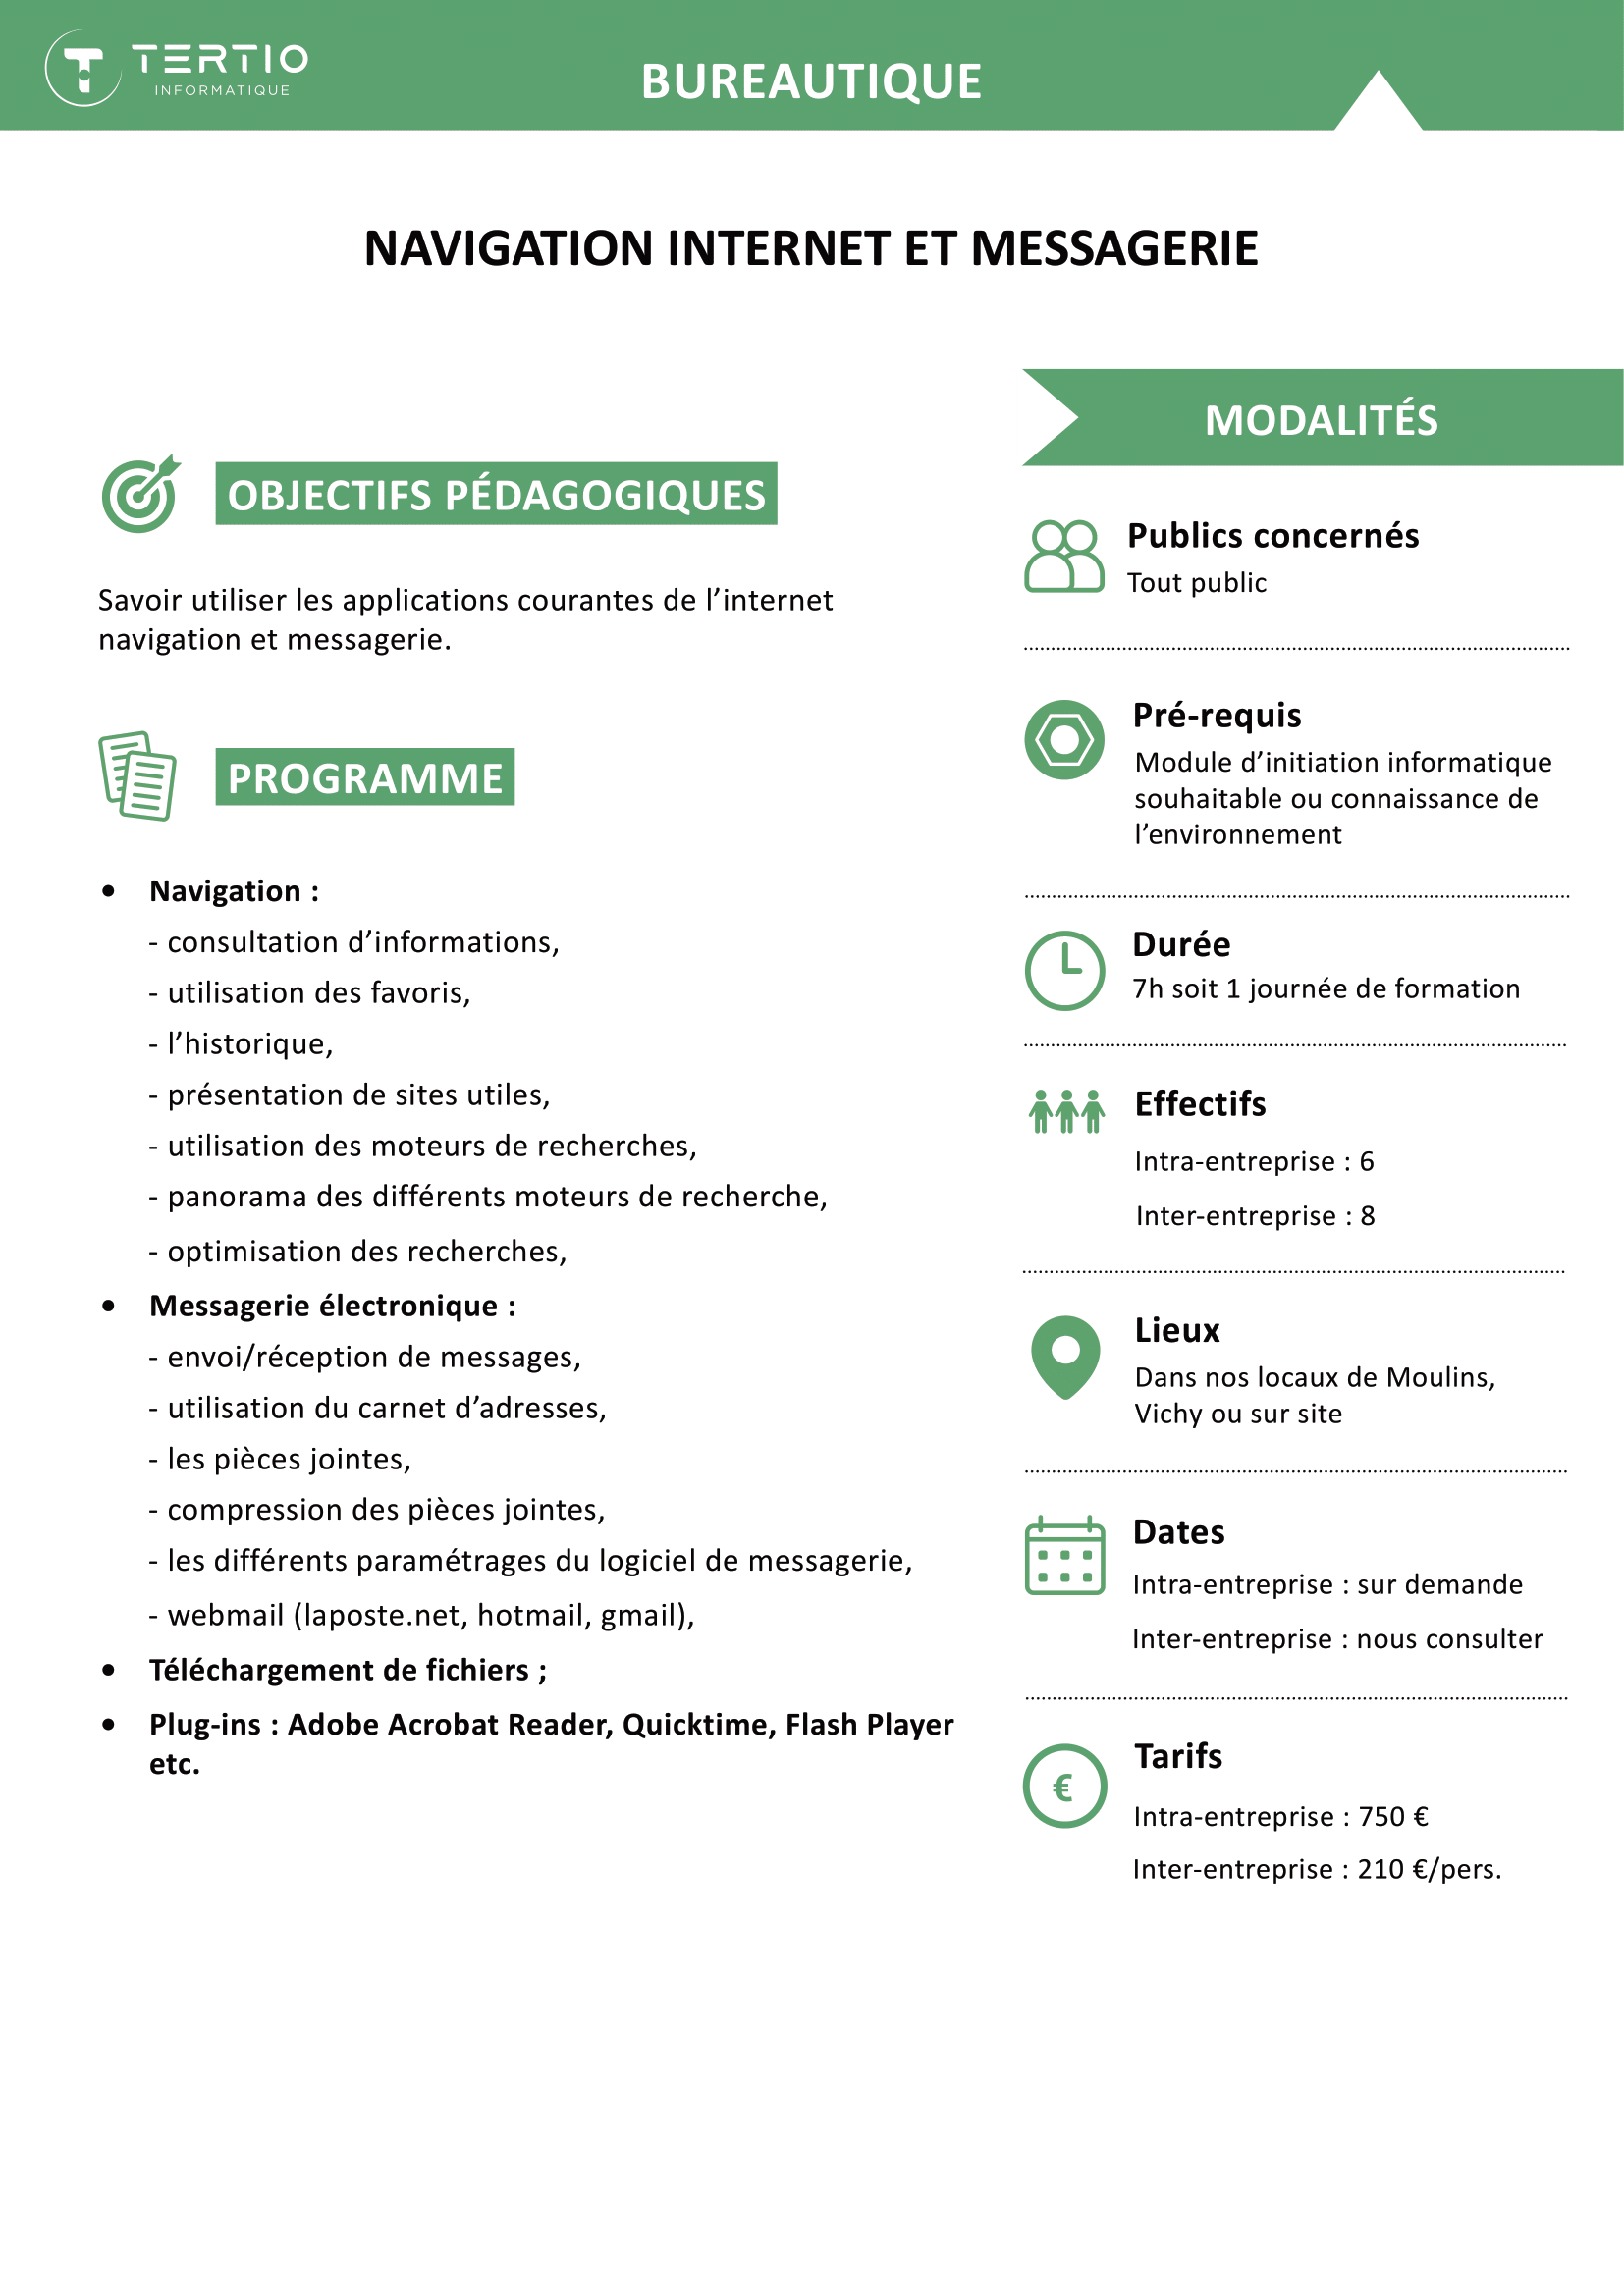 TERTIO
INFORMATIQUE
BUREAUTIQUE
NAVIGATION INTERNET ET MESSAGERIE
OBJECTIFS PÉDAGOGIQUES
Savoir utiliser les applications courantes de l’internet
navigation et messagerie.
PROGRAMME
• Navigation :
- consultation d’informations,
- utilisation des favoris,
- l’historique,
- présentation de sites utiles,
- utilisation des moteurs de recherches,
- panorama des différents moteurs de recherche,
- optimisation des recherches,
• Messagerie électronique :
- envoi/réception de messages,
- utilisation du carnet d’adresses,
- les pièces jointes,
- compression des pièces jointes,
- les différents paramétrages du logiciel de messagerie,
- webmail (laposte.net, hotmail, gmail),
• Téléchargement de fichiers ;
• Plug-ins : Adobe Acrobat Reader, Quicktime, Flash Player
etc.
MODALITÉS
Publics concernés
Tout public
Pré-requis
Module d’initiation informatique
souhaitable ou connaissance de
l’environnement
Durée
7h soit 1 journée de formation
Effectifs
Intra-entreprise : 6
Inter-entreprise : 8
Lieux
Dans nos locaux de Moulins,
Vichy ou sur site
Dates
Intra-entreprise : sur demande
Inter-entreprise : nous consulter
€
Tarifs
Intra-entreprise : 750 €
Inter-entreprise : 210 €/pers.